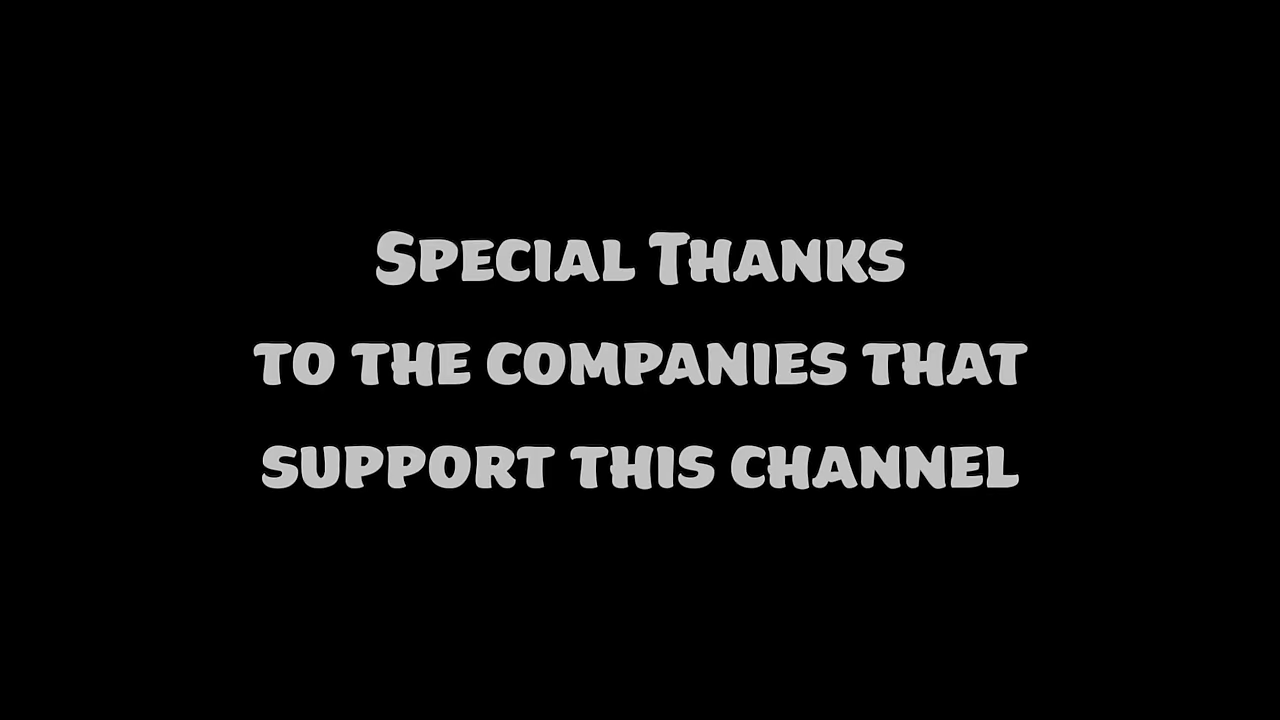 Special Thanks
to the companies that
support this channel